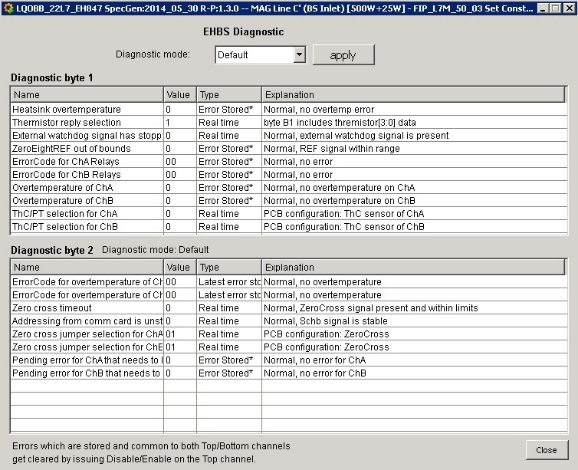 LQOBB_22L7_EH847 SpecGen:2014_05_30 R-P:1.3.0 -- MAG Line C' (BS Inlet) [500W+25W] - FIP_L7M_50_03 Set Const...
EHBS Diagnostic
Diagnostic mode: Default apply
Diagnostic byte 1
Name Value Type Explanation
Heatsink overtemperature 0 Error Stored* Normal, no overtemp error
Thermistor reply selection 1 Real time byte B1 includes thremistor[3:0] data
External watchdog signal has stopp 0 Real time Normal, external watchdog signal is present
ZeroEightREF out of bounds 0 Error Stored* Normal, REF signal within range
ErrorCode for ChA Relays 00 Error Stored* Normal, no error
ErrorCode for ChB Relays 00 Error Stored* Normal, no error
Overtemperature of ChA 0 Error Stored* Normal, no overtemperature on ChA
Overtemperature of ChB 0 Error Stored* Normal, no overtemperature on ChB
ThC/PT selection for ChA 0 Real time PCB configuration: ThC sensor of ChA
ThC/PT selection for ChB 0 Real time PCB configuration: ThC sensor of ChB
Diagnostic byte 2 Diagnostic mode: Default
Name Value Type Explanation
ErrorCode for overtemperature of Ch 00 Latest error stc Normal, no overtemperature
ErrorCode for overtemperature of Ch 00 Latest error stc Normal, no overtemperature
Zero cross timeout 0 Real time Normal, ZeroCross signal present and within limits
Addressing from comm card is unst 0 Real time Normal, Schb signal is stable
Zero cross jumper selection for ChA 01 Real time PCB configuration: ZeroCross
Zero cross jumper selection for ChE 01 Real time PCB configuration: ZeroCross
Pending error for ChA that needs to l 0 Error Stored* Normal, no error for ChA
Pending error for ChB that needs to 0 Error Stored* Normal, no error for ChB
Errors which are stored and common to both Top/Bottom channels
get cleared by issuing Disable/Enable on the Top channel.
Close